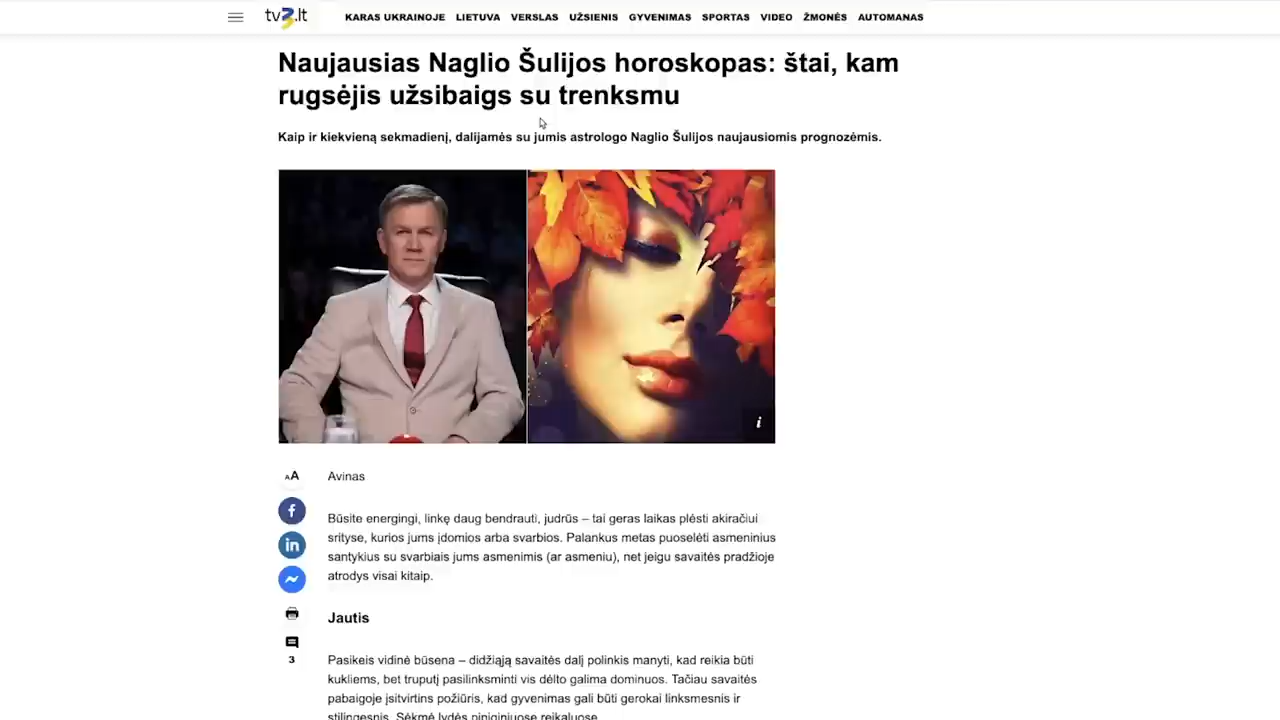 tv3.lt
KARAS UKRAINOJE LIETUVA VERSLAS UŽSIENIS GYVENIMAS SPORTAS VIDEO ŽMONĖS AUTOMANAS
Naujausias Naglio Šulijos horoskopas: štai, kam
rugsėjis užsibaigs su trenksmu
Kaip ir kiekvieną sekmadienį, dalijamės su jumis astrologo Naglio Šulijos naujausiomis prognozėmis.
i
AA
Avinas
Būsite energingi, linkę daug bendrauti, judrūs – tai geras laikas plėsti akiračiui
srityse, kurios jums įdomios arba svarbios. Palankus metas puoselėti asmeninius
santykius su svarbiais jums asmenimis (ar asmeniu), net jeigu savaitės pradžioje
atrodys visai kitaip.
Jautis
3
Pasikeis vidinė būsena – didžiąją savaitės dalį polinkis manyti, kad reikia būti
kukliems, bet truputį pasilinksminti vis dėlto galima dominuos. Tačiau savaitės
pabaigoje įsitvirtins požiūris, kad gyvenimas gali būti gerokai linksmesnis ir
stilingesnis. Sėkmė lydės piniginiuose reikaluose.